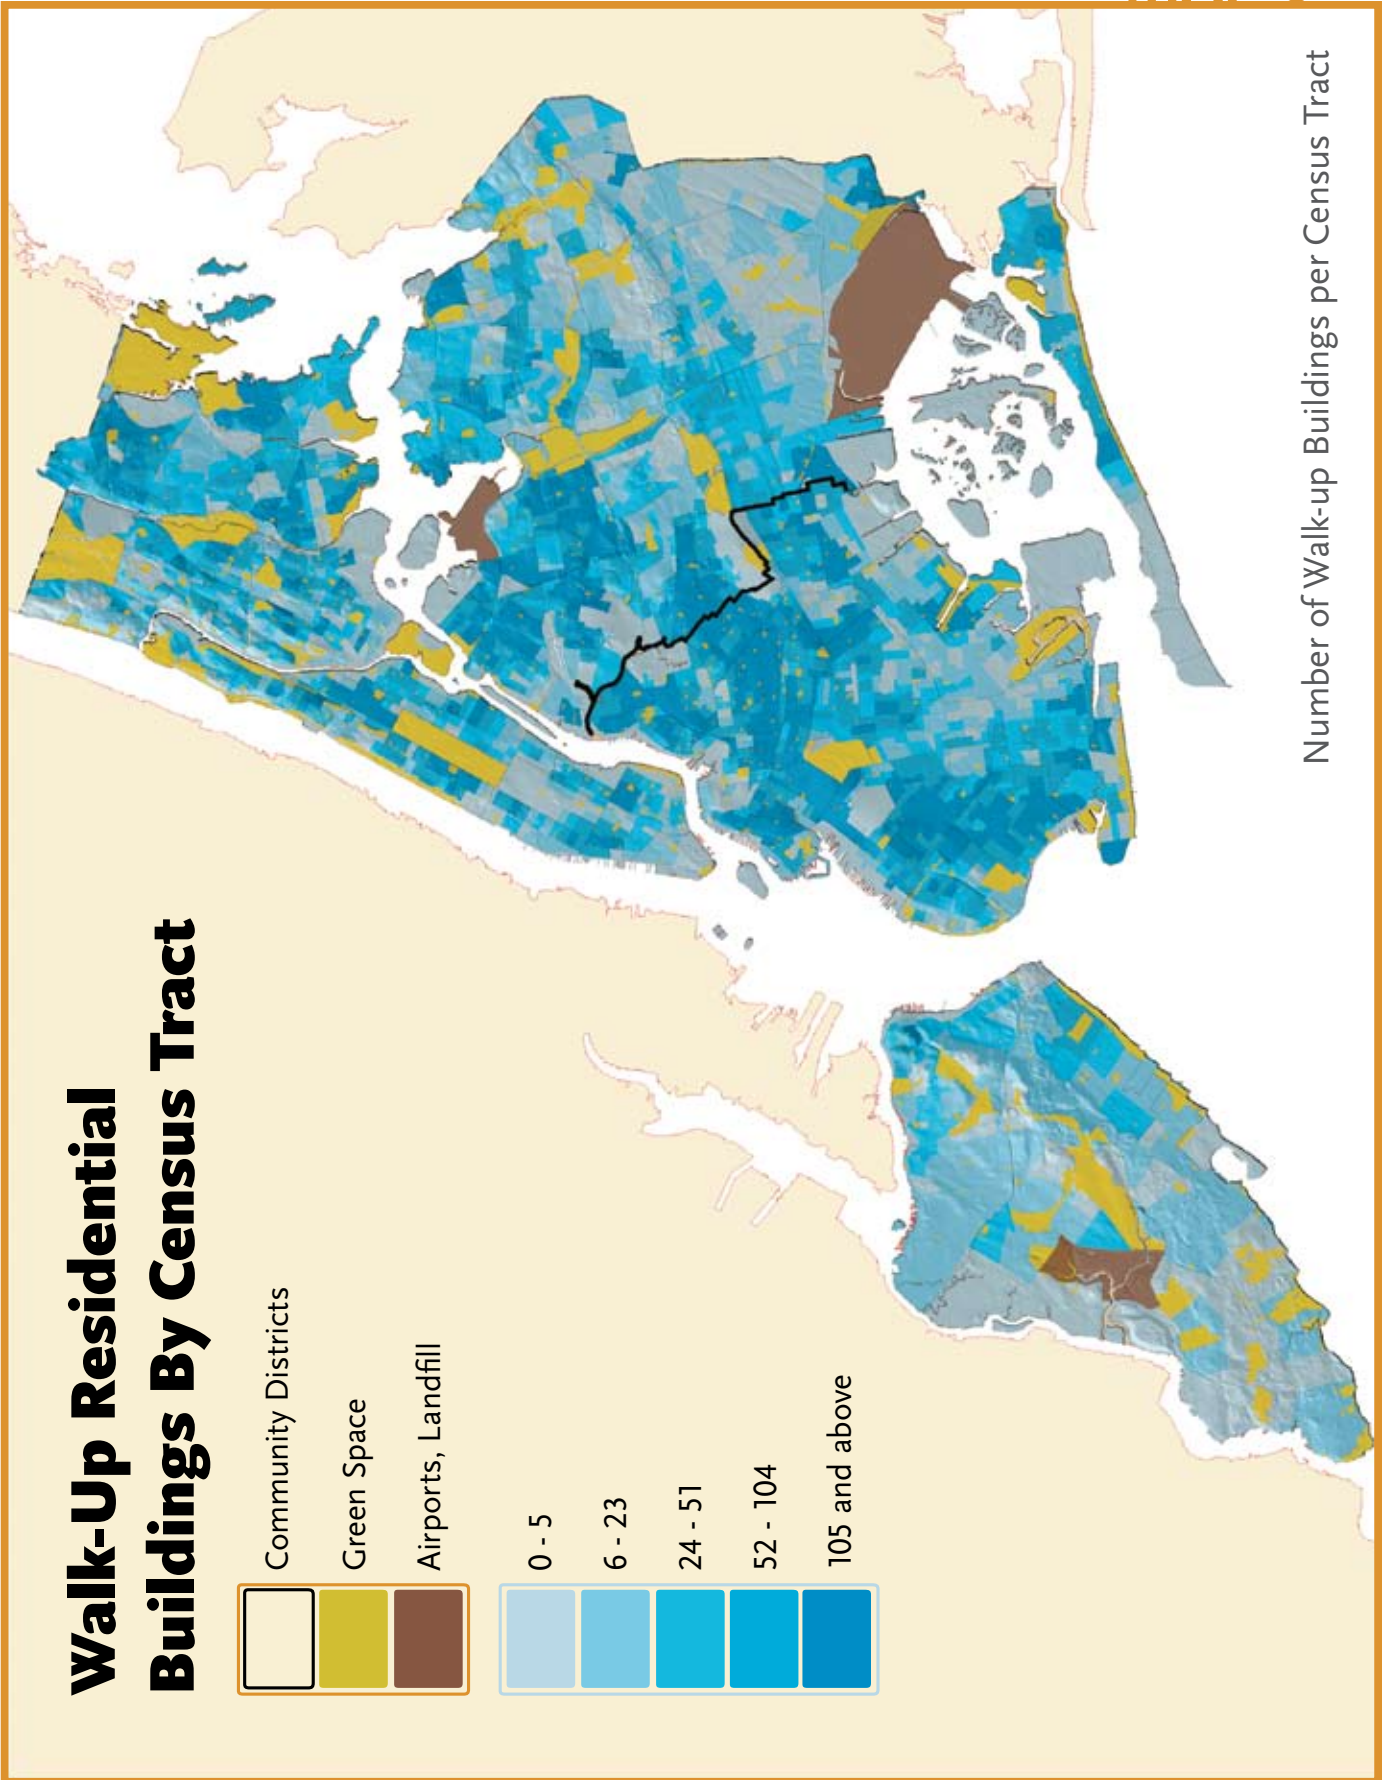 Walk-Up Residential
Buildings By Census Tract
Community Districts
Green Space
Airports, Landfill
0 - 5
6 - 23
24 - 51
52 - 104
105 and above
Number of Walk-up Buildings per Census Tract